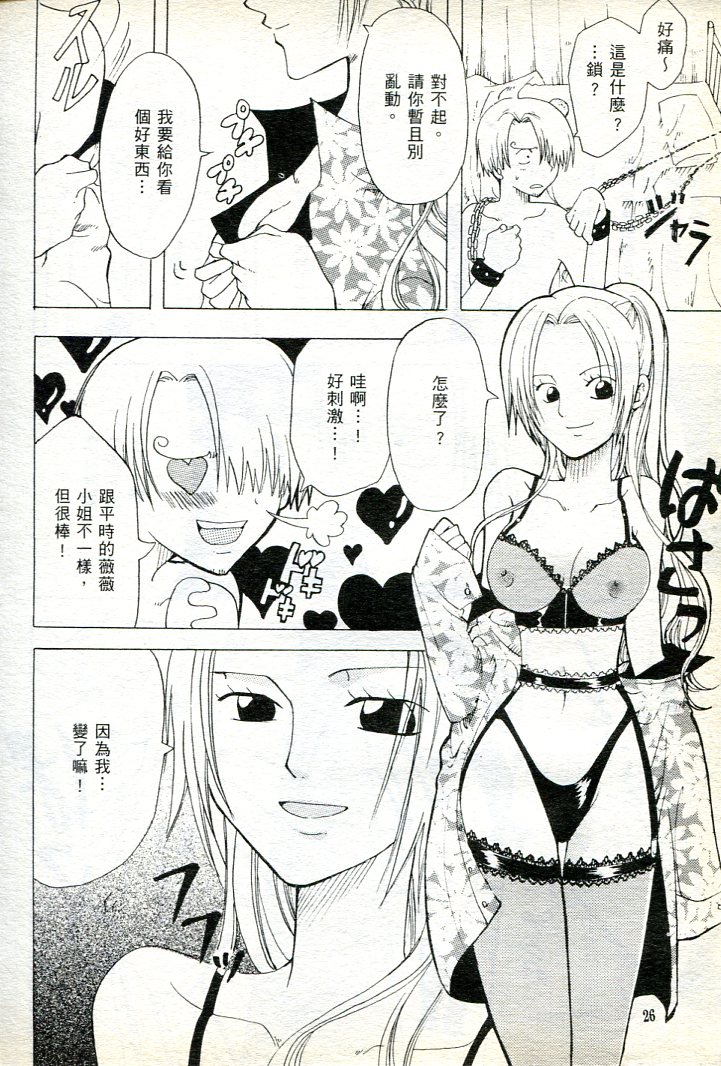 好痛～
這是什麼？
…鎖？
ジャラ
對不起。
請你暫且別
亂動。
プチ
プチ
我要給你看
個好東西…
スル
怎麼了？
ばさっ
哇啊…！
好刺激…！
ドキ
ドキ
跟平時的薇薇
小姐不一樣，
但很棒！
因為我…
變了嘛！
フフ
26